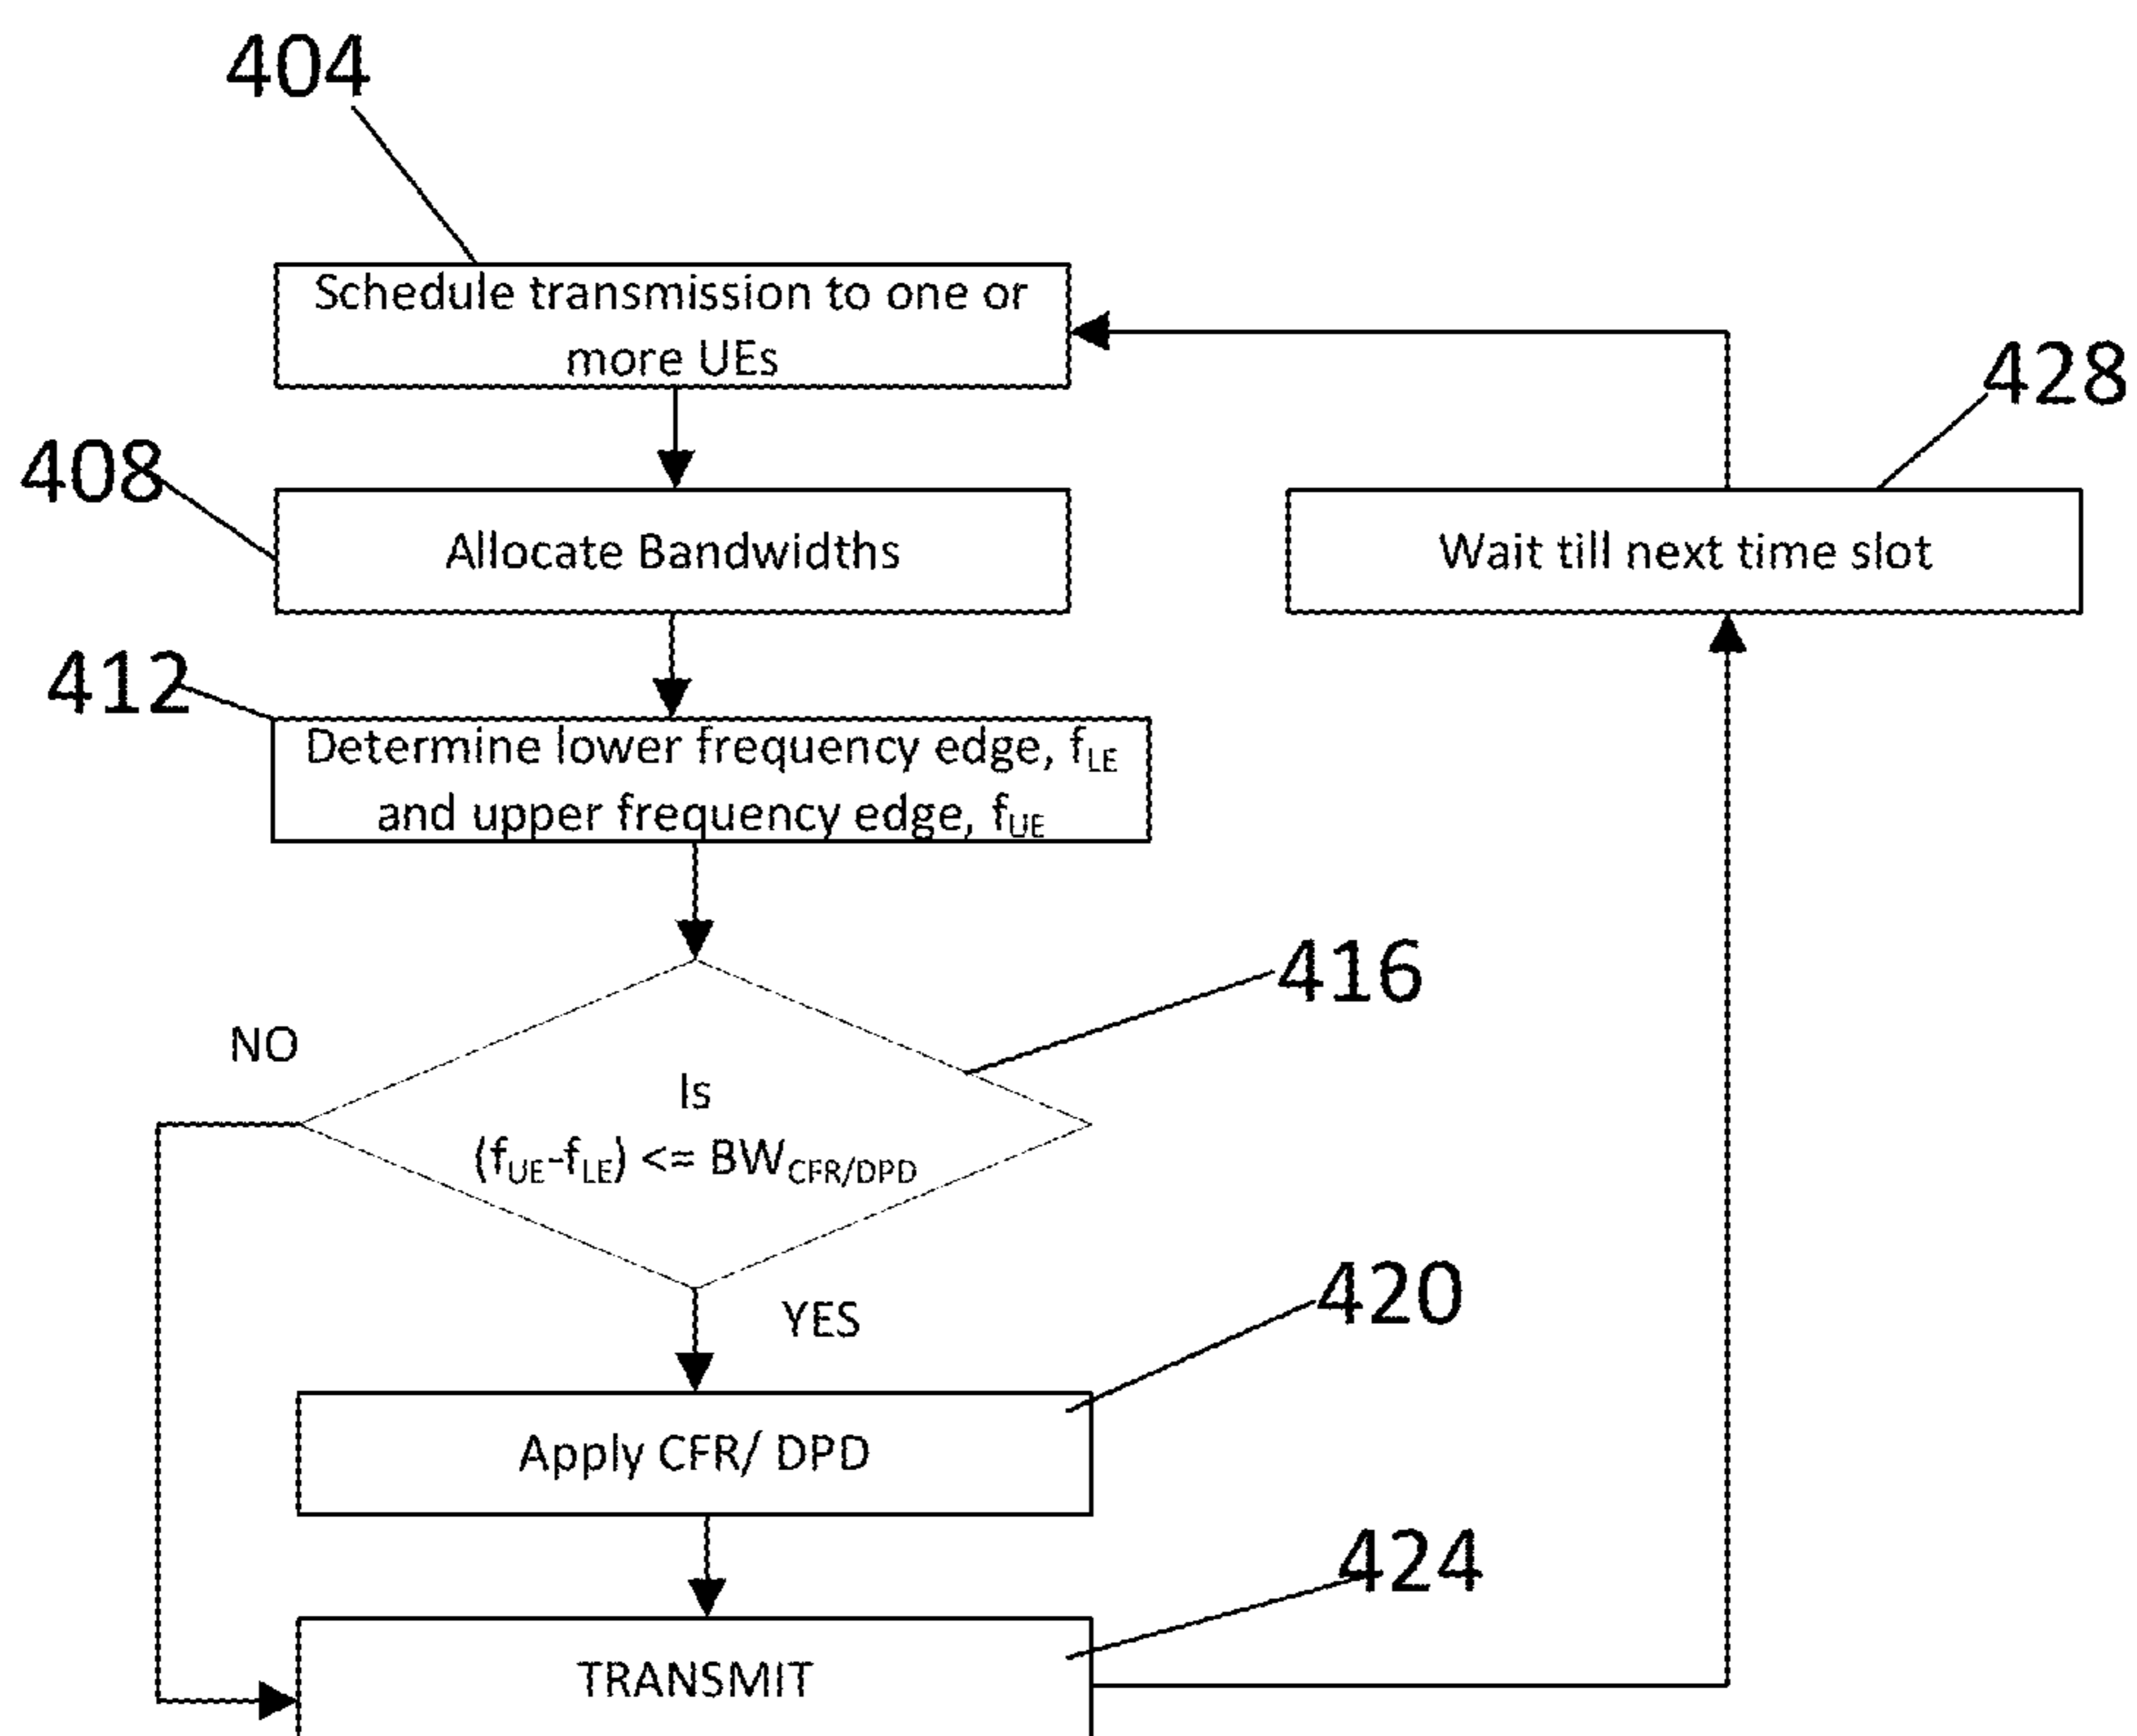 404
Schedule transmission to one or
more UEs
428
408
Allocate Bandwidths
Wait till next time slot
412
Determine lower frequency edge, fLE
and upper frequency edge, fUE
416
NO
Is
(fUE-fLE) <= BWCFR/DPD
420
YES
Apply CFR/ DPD
424
TRANSMIT